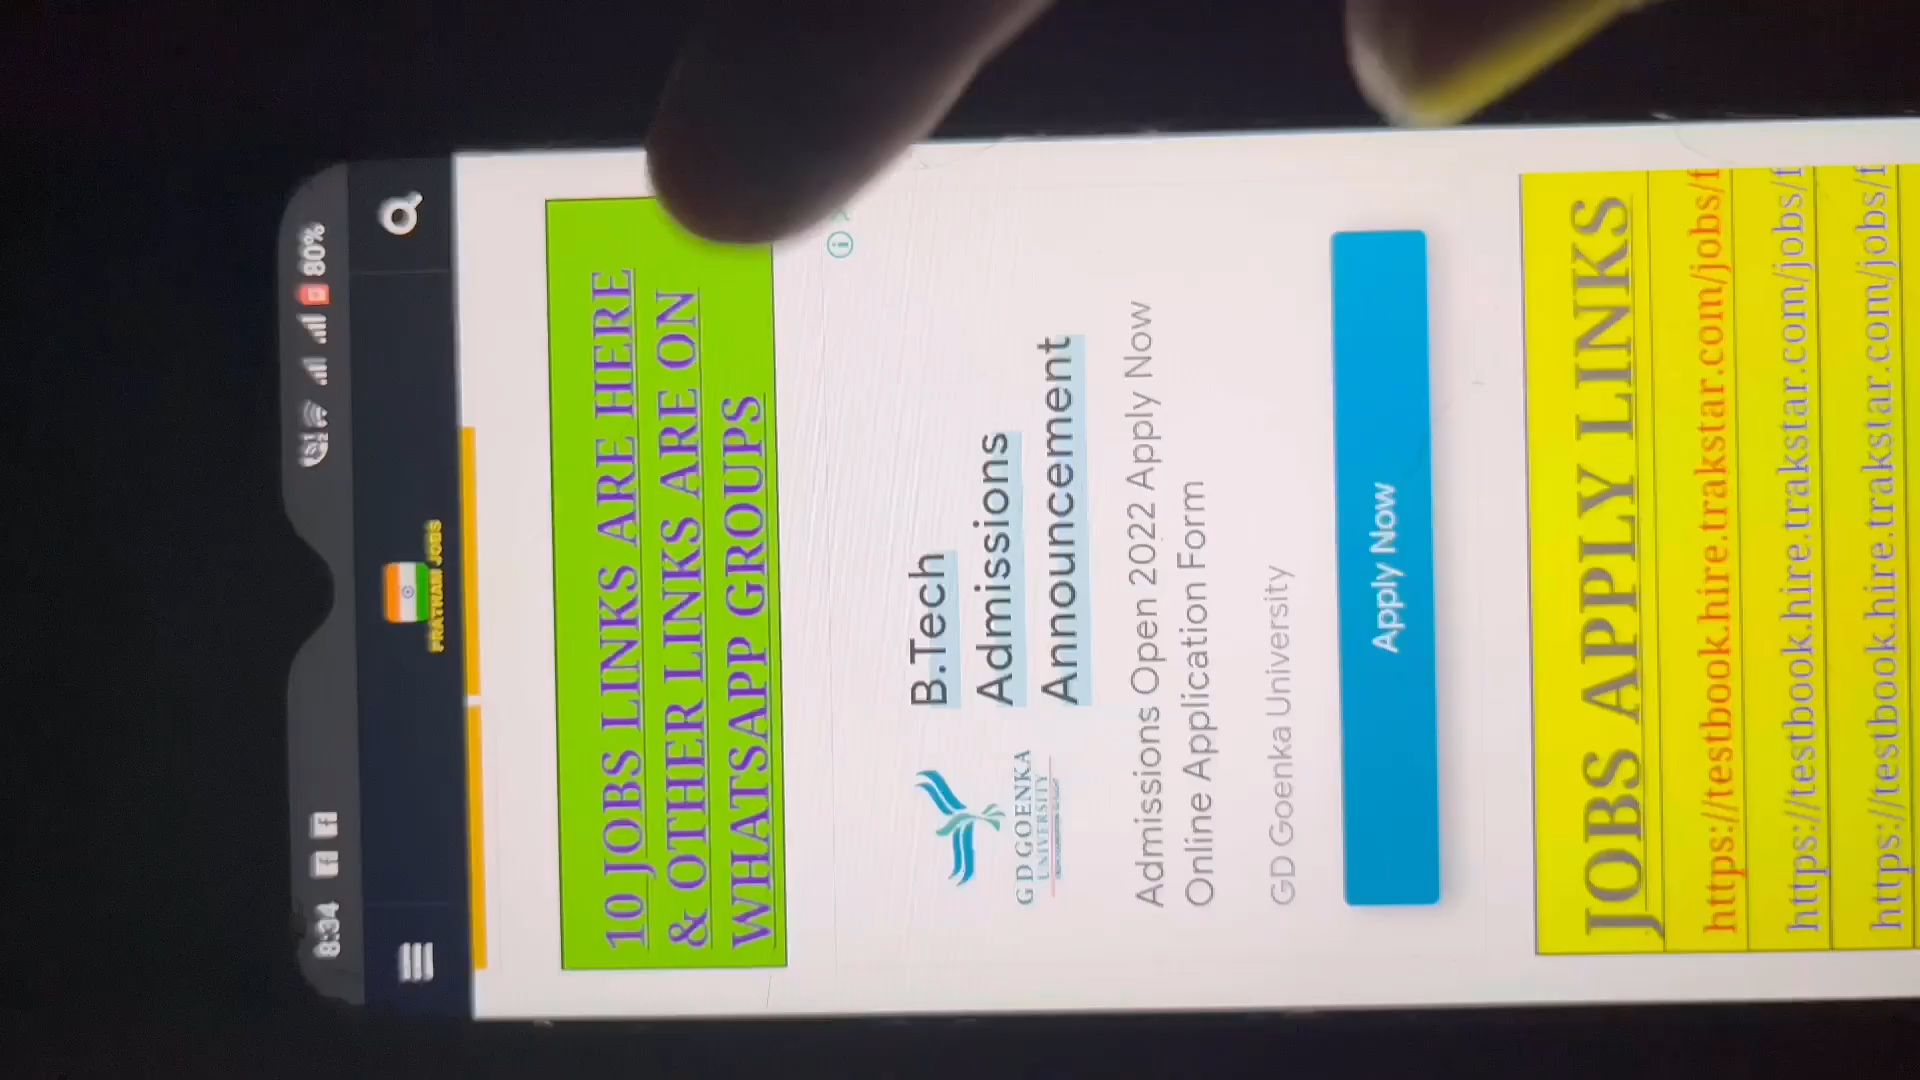 8:34
80%
PRATHAM JOBS
10 JOBS LINKS ARE HERE
& OTHER LINKS ARE ON
WHATSAPP GROUPS
B.Tech
Admissions
Announcement
G D GOENKA
UNIVERSITY
Admissions Open 2022 Apply Now
Online Application Form
GD Goenka University
Apply Now
JOBS APPLY LINKS
https://testbook.hire.trakstar.com/jobs/f
https://testbook.hire.trakstar.com/jobs/f
https://testbook.hire.trakstar.com/jobs/f